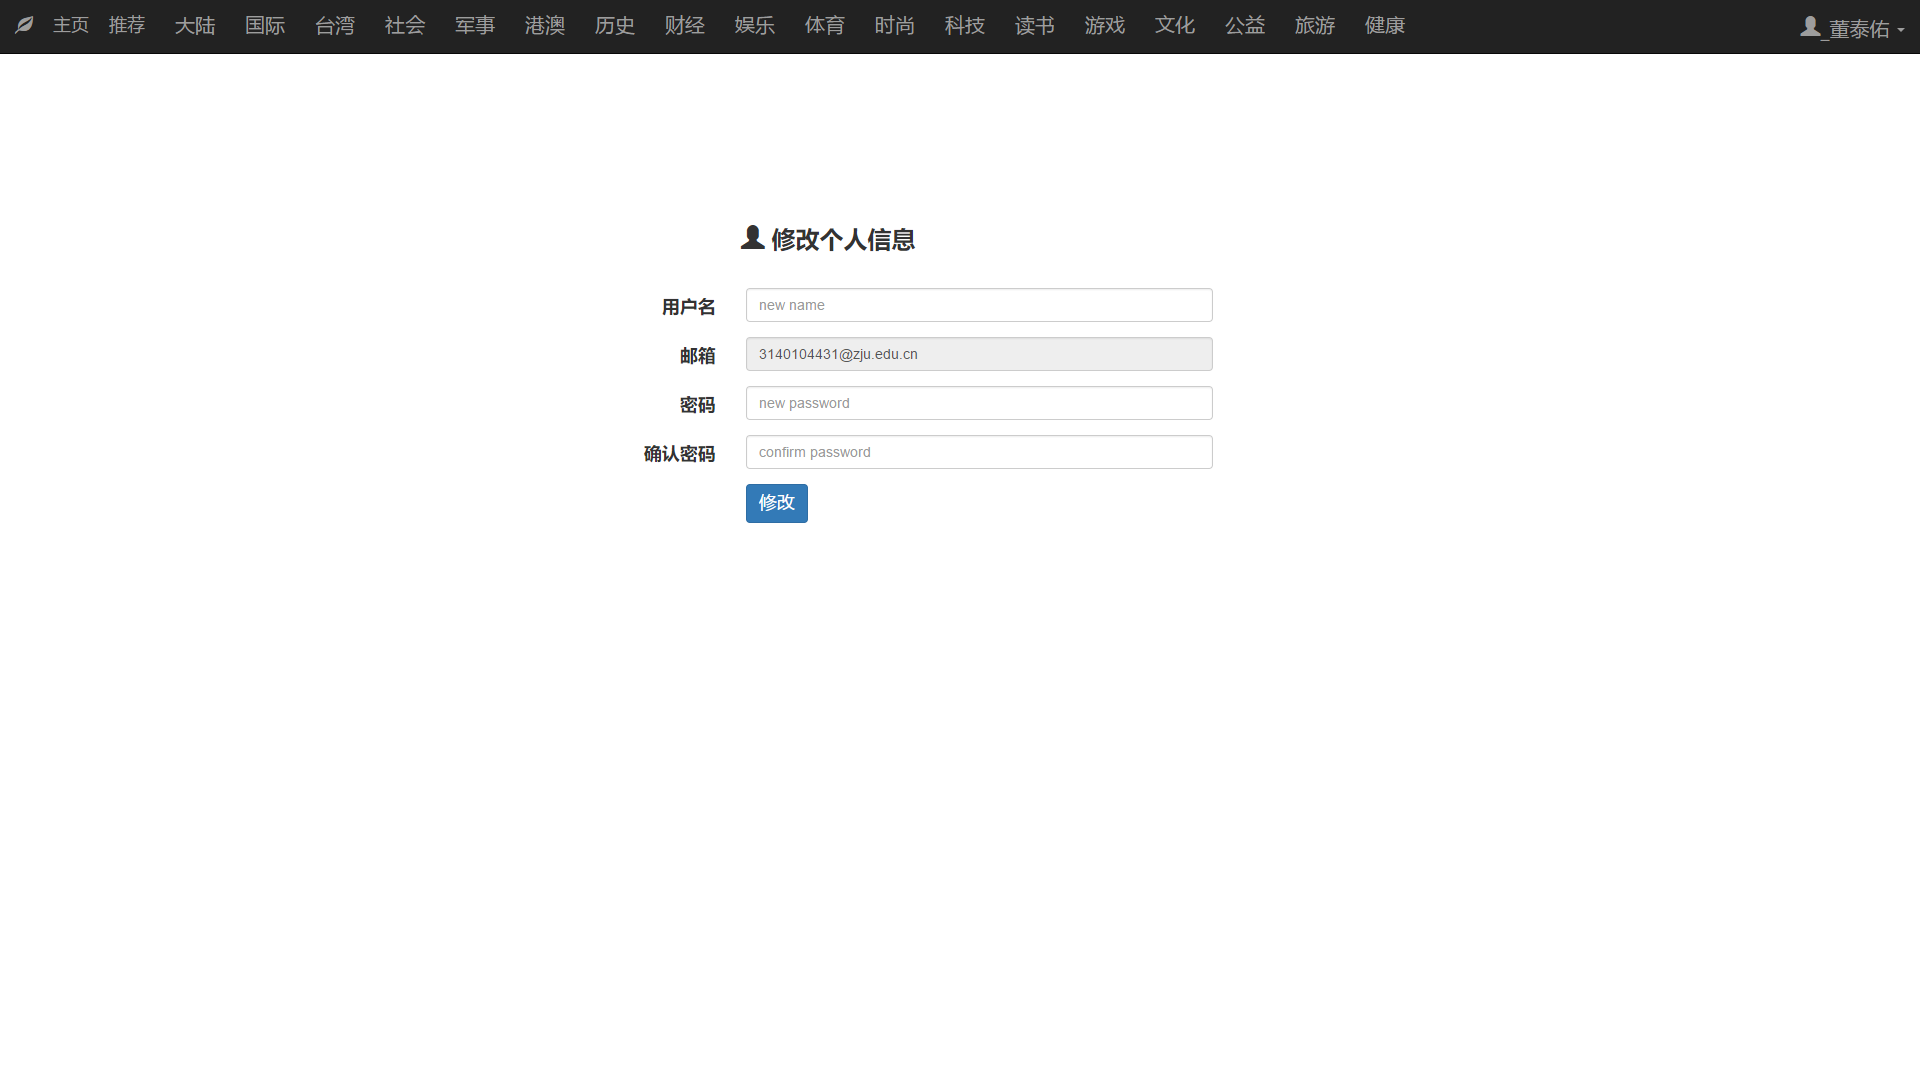 主页 推荐 大陆 国际 台湾 社会 军事 港澳 历史 财经 娱乐 体育 时尚 科技 读书 游戏 文化 公益 旅游 健康 _董泰佑
修改个人信息
用户名 new name
邮箱 3140104431@zju.edu.cn
密码 new password
确认密码 confirm password
修改